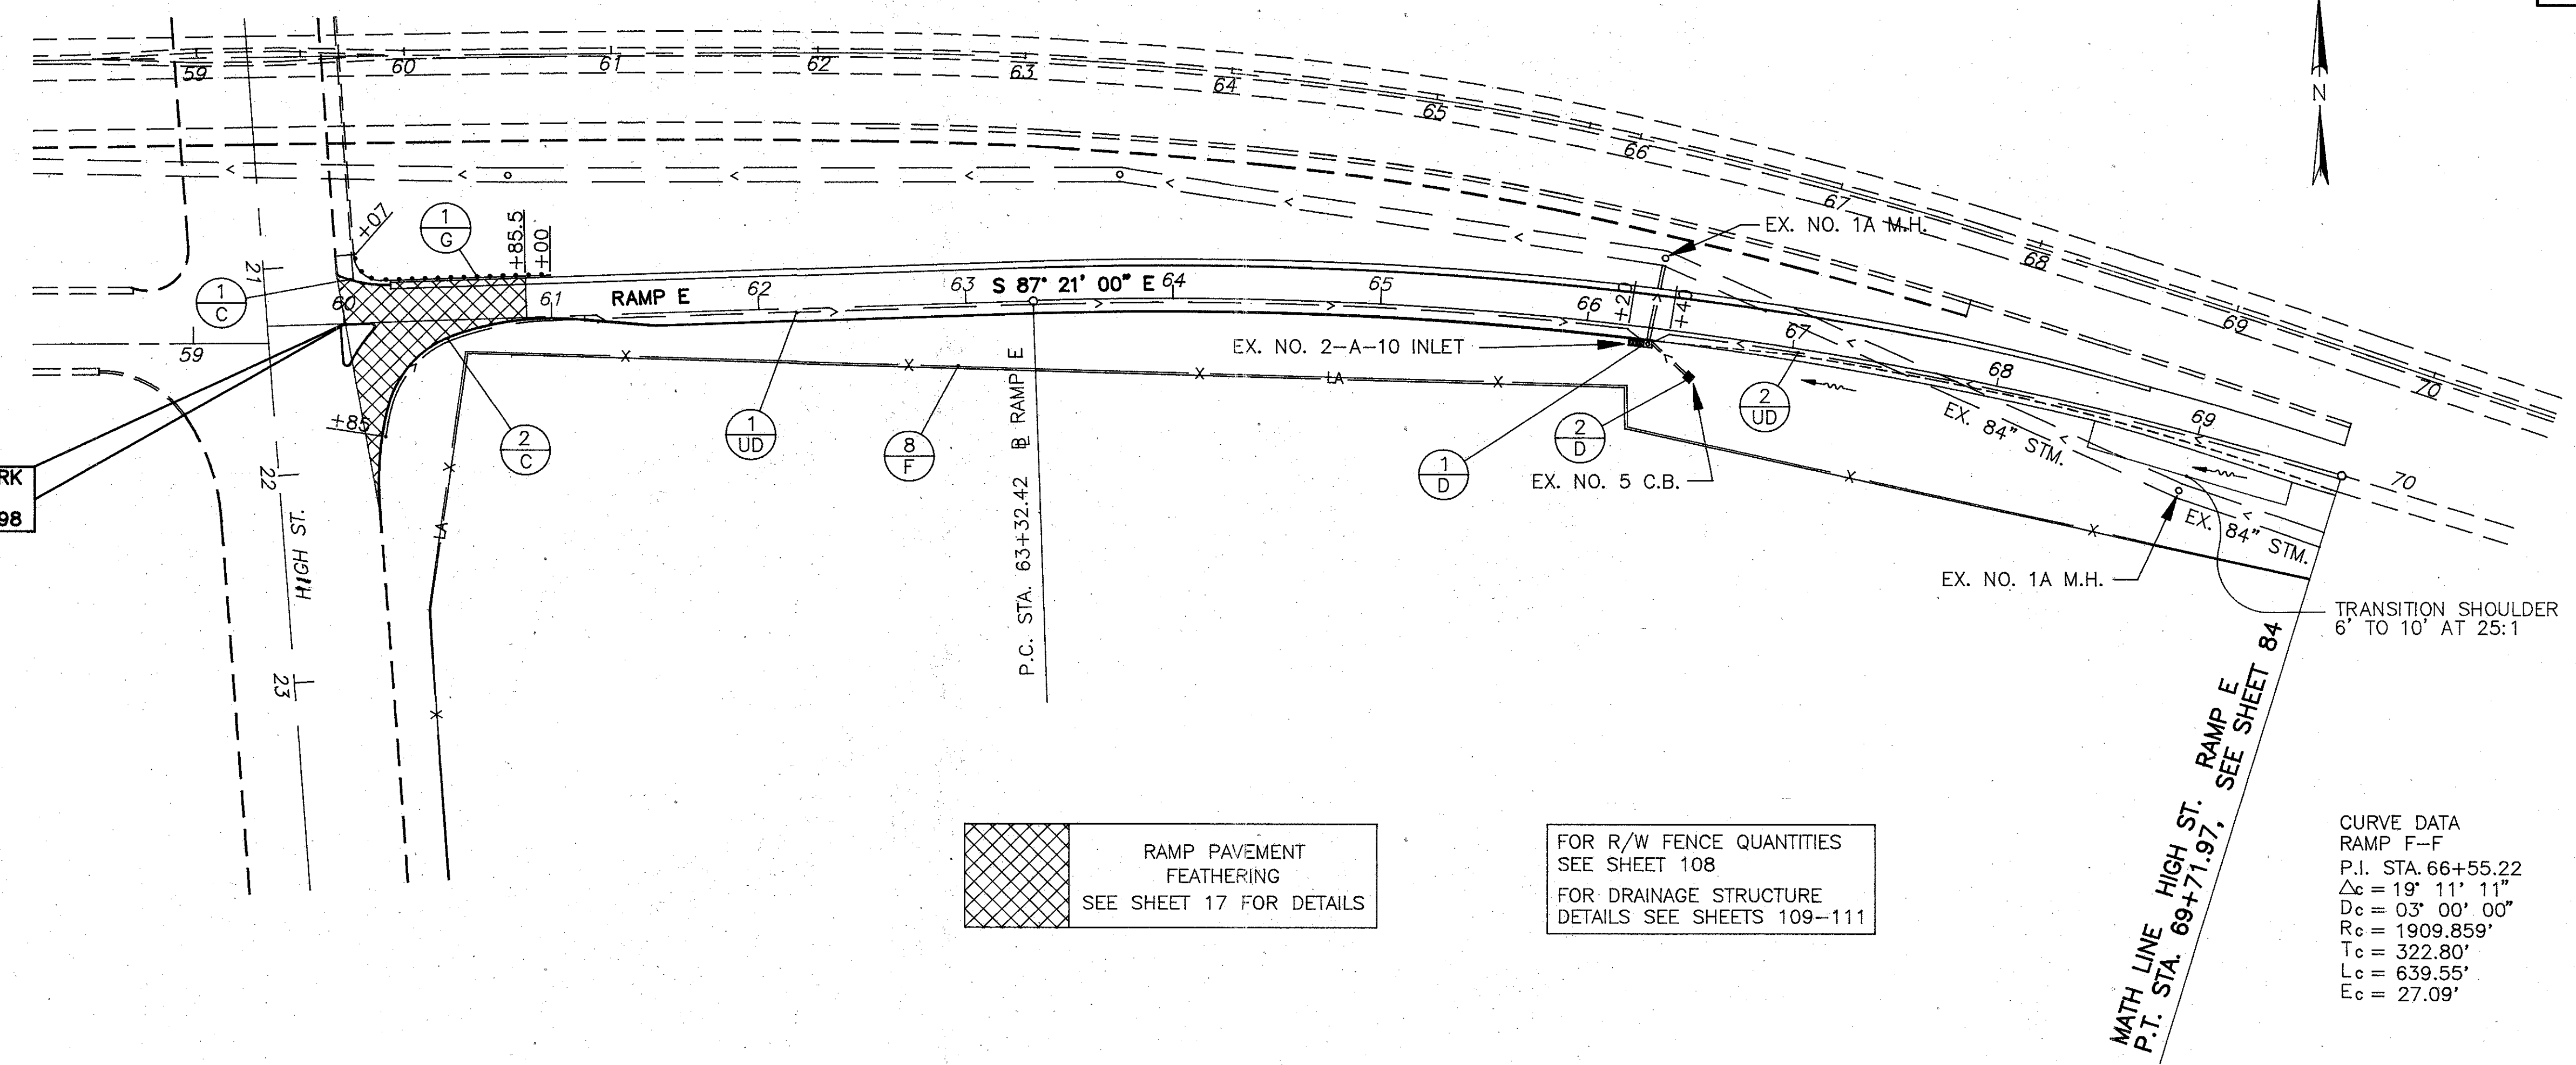 59
60
61
62
63
64
65
66
67
68
69
70
N
EX. NO. 1A M.H.
+07
1
G
+85.5
+00
21
1
C
60
61
RAMP E
62
63
S 87° 21' 00" E
64
65
66
+20
+40
67
68
69
70
59
EX. NO. 2-A-10 INLET
LA
+85
1
UD
2
C
8
F
2
UD
2
D
1
D
EX. NO. 5 C.B.
EX. 84" STM.
EX. 84" STM.
EX. NO. 1A M.H.
RK
98
22
HIGH ST.
LA
23
P.C. STA. 63+32.42 B RAMP E
TRANSITION SHOULDER
6' TO 10' AT 25:1
MATH LINE HIGH ST. RAMP E
P.T. STA. 69+71.97, SEE SHEET 84
RAMP PAVEMENT
FEATHERING
SEE SHEET 17 FOR DETAILS
FOR R/W FENCE QUANTITIES
SEE SHEET 108
FOR DRAINAGE STRUCTURE
DETAILS SEE SHEETS 109-111
CURVE DATA
RAMP F-F
P.I. STA. 66+55.22
Δc = 19° 11' 11"
Dc = 03° 00' 00"
Rc = 1909.859'
Tc = 322.80'
Lc = 639.55'
Ec = 27.09'